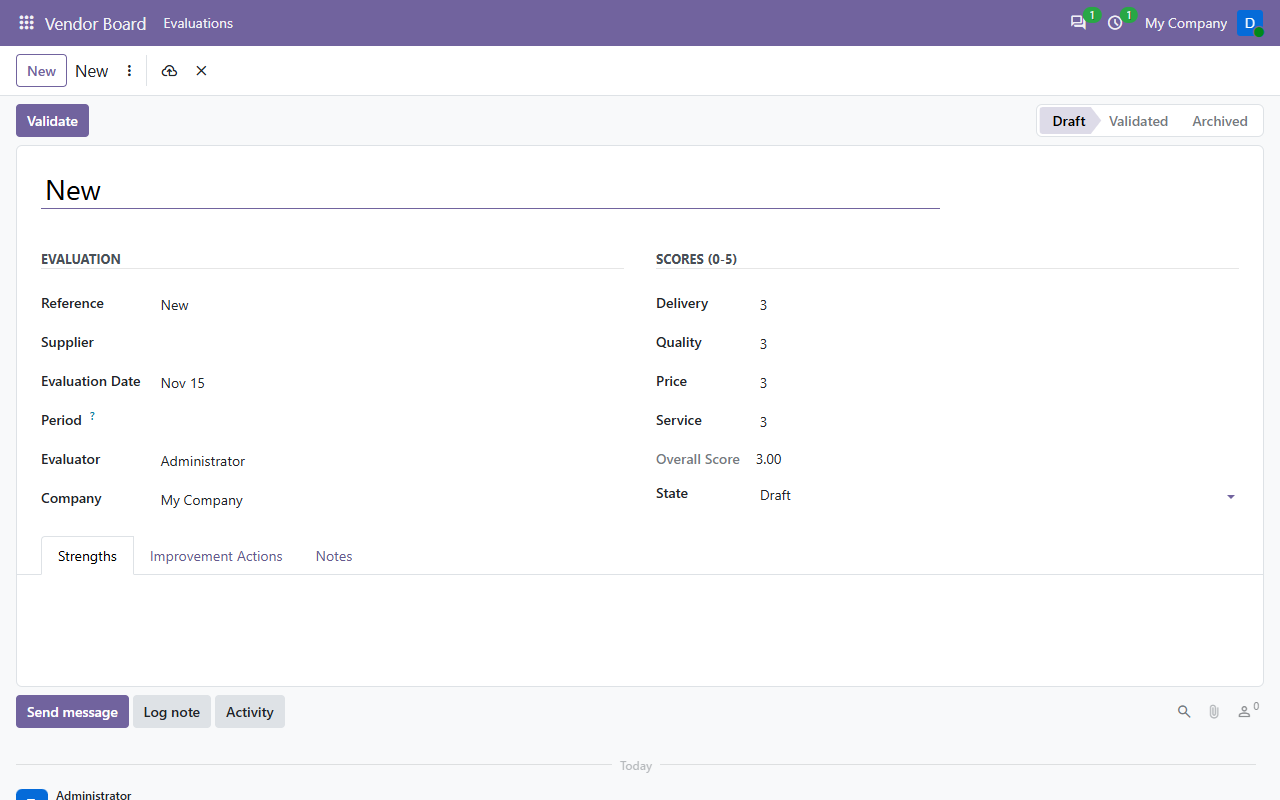 Vendor Board Evaluations 1 1 My Company D
New New
Validate Draft Validated Archived
New
EVALUATION
Reference New
Supplier
Evaluation Date Nov 15
Period ?
Evaluator Administrator
Company My Company
SCORES (0-5)
Delivery 3
Quality 3
Price 3
Service 3
Overall Score 3.00
State Draft
Strengths Improvement Actions Notes
Send message Log note Activity 0
Today
Administrator